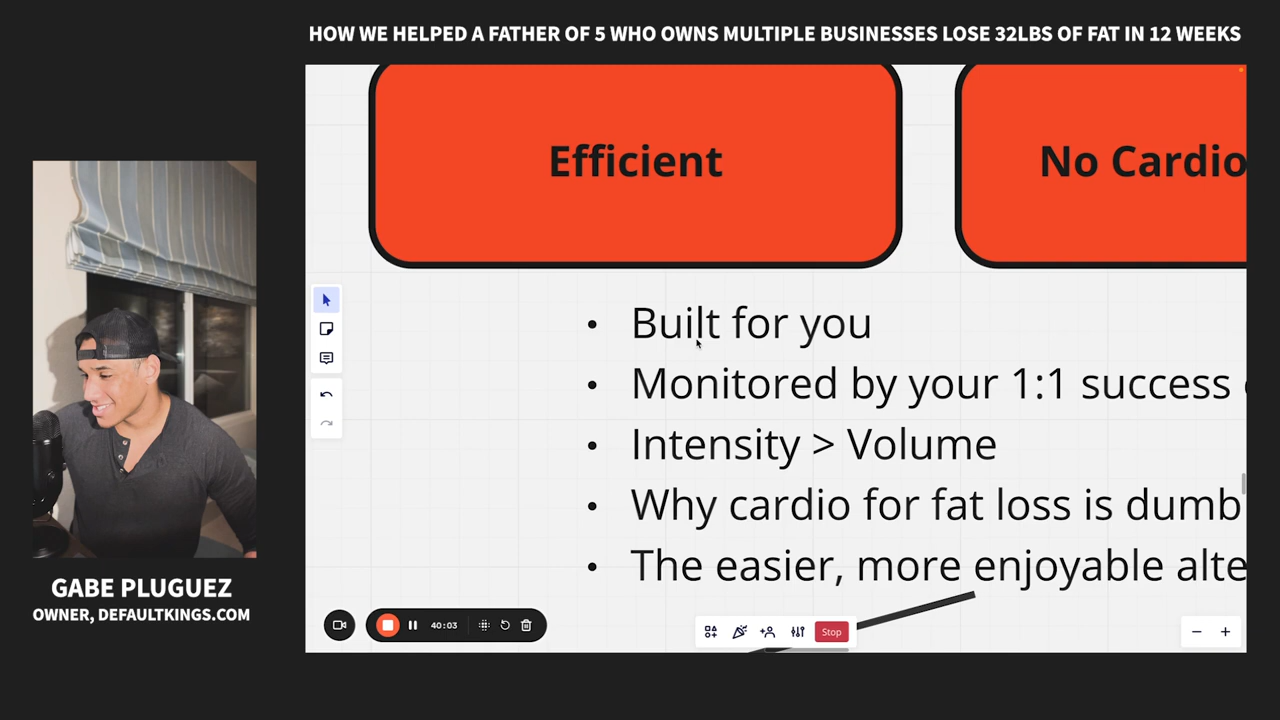 HOW WE HELPED A FATHER OF 5 WHO OWNS MULTIPLE BUSINESSES LOSE 32LBS OF FAT IN 12 WEEKS
Efficient
No Cardio
Built for you
Monitored by your 1:1 success
Intensity > Volume
Why cardio for fat loss is dumb
The easier, more enjoyable alte
GABE PLUGUEZ
OWNER, DEFAULTKINGS.COM
40:03
Stop